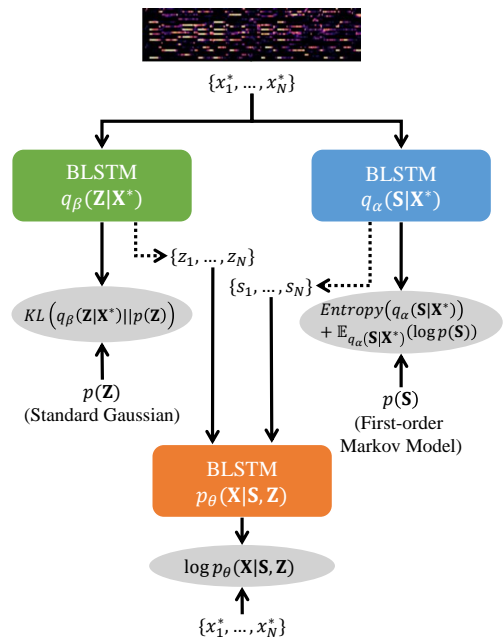 {x₁*, … , x_N*}
BLSTM
q_β(𝐙|𝐗*)
BLSTM
q_α(𝐒|𝐗*)
{z₁, … , z_N}
{s₁, … , s_N}
KL (q_β(𝐙|𝐗*)||p(𝐙))
Entropy(q_α(𝐒|𝐗*))
+ 𝔼_{q_α(𝐒|𝐗*)}(log p(𝐒))
p(𝐙)
(Standard Gaussian)
p(𝐒)
(First-order
Markov Model)
BLSTM
p_θ(𝐗|𝐒, 𝐙)
log p_θ(𝐗|𝐒, 𝐙)
{x₁*, … , x_N*}